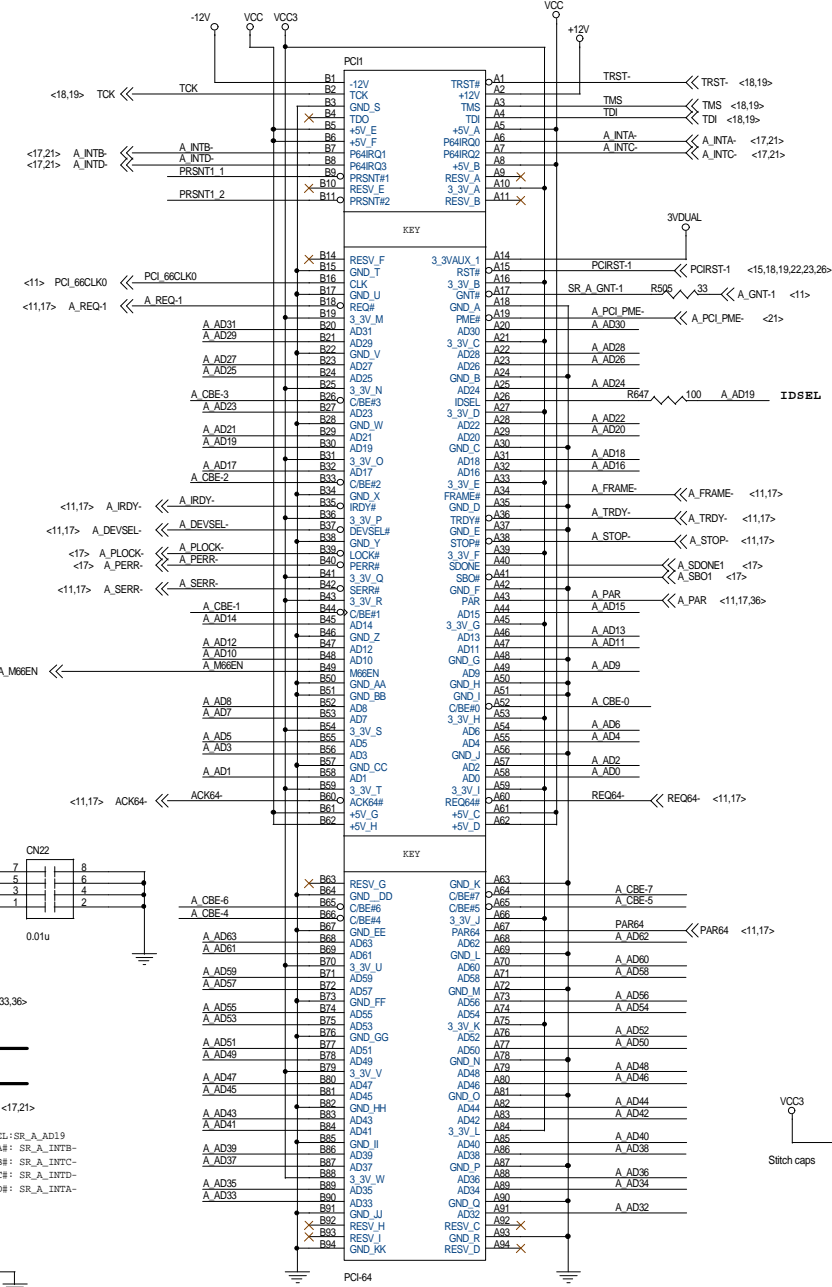 -12V VCC VCC3 VCC +12V
PCI1
B1 -12V TRST# A1 TRST- TRST- <18,19>
<18,19> TCK TCK B2 TCK +12V A2
B3 GND_S TMS A3 TMS TMS <18,19>
B4 TDO TDI A4 TDI TDI <18,19>
B5 +5V_E +5V_A A5
B6 +5V_F P64IRQ0 A6 A_INTA- A_INTA- <17,21>
<17,21> A_INTB- A_INTB- B7 P64IRQ1 P64IRQ2 A7 A_INTC- A_INTC- <17,21>
<17,21> A_INTD- A_INTD- B8 P64IRQ3 +5V_B A8
PRSNT1_1 B9 PRSNT#1 RESV_A A9
B10 RESV_E 3_3V_A A10
PRSNT1_2 B11 PRSNT#2 RESV_B A11
KEY
3VDUAL
B14 RESV_F 3_3VAUX_1 A14
B15 GND_T RST# A15 PCIRST-1 PCIRST-1 <15,18,19,22,23,26>
<11> PCI_66CLK0 PCI_66CLK0 B16 CLK 3_3V_B A16
B17 GND_U GNT# A17 SR_A_GNT-1 R505 33 A_GNT-1 <11>
<11,17> A_REQ-1 A_REQ-1 B18 REQ# GND_A A18
B19 3_3V_M PME# A19 A_PCI_PME- A_PCI_PME- <21>
A_AD31 B20 AD31 AD30 A20 A_AD30
A_AD29 B21 AD29 3_3V_C A21
B22 GND_V AD28 A22 A_AD28
A_AD27 B23 AD27 AD26 A23 A_AD26
A_AD25 B24 AD25 GND_B A24
B25 3_3V_N AD24 A25 A_AD24
A_CBE-3 B26 C/BE#3 IDSEL A26 R647 100 A_AD19 IDSEL
A_AD23 B27 AD23 3_3V_D A27
B28 GND_W AD22 A28 A_AD22
A_AD21 B29 AD21 AD20 A29 A_AD20
A_AD19 B30 AD19 GND_C A30
B31 3_3V_O AD18 A31 A_AD18
A_AD17 B32 AD17 AD16 A32 A_AD16
A_CBE-2 B33 C/BE#2 3_3V_E A33
B34 GND_X FRAME# A34 A_FRAME- A_FRAME- <11,17>
<11,17> A_IRDY- A_IRDY- B35 IRDY# GND_D A35
B36 3_3V_P TRDY# A36 A_TRDY- A_TRDY- <11,17>
<11,17> A_DEVSEL- A_DEVSEL- B37 DEVSEL# GND_E A37
B38 GND_Y STOP# A38 A_STOP- A_STOP- <11,17>
<17> A_PLOCK- A_PLOCK- B39 LOCK# 3_3V_F A39
<17> A_PERR- A_PERR- B40 PERR# SDONE A40 A_SDONE1 <17>
B41 3_3V_Q SBO# A41 A_SBO1 <17>
<11,17> A_SERR- A_SERR- B42 SERR# GND_F A42
B43 3_3V_R PAR A43 A_PAR A_PAR <11,17,36>
A_CBE-1 B44 C/BE#1 AD15 A44 A_AD15
A_AD14 B45 AD14 3_3V_G A45
B46 GND_Z AD13 A46 A_AD13
A_AD12 B47 AD12 AD11 A47 A_AD11
A_AD10 B48 AD10 GND_G A48
A_M66EN A_M66EN B49 M66EN AD9 A49 A_AD9
B50 GND_AA GND_H A50
B51 GND_BB GND_I A51
A_AD8 B52 AD8 C/BE#0 A52 A_CBE-0
A_AD7 B53 AD7 3_3V_H A53
B54 3_3V_S AD6 A54 A_AD6
A_AD5 B55 AD5 AD4 A55 A_AD4
A_AD3 B56 AD3 GND_J A56
B57 GND_CC AD2 A57 A_AD2
A_AD1 B58 AD1 AD0 A58 A_AD0
B59 3_3V_T 3_3V_I A59
<11,17> ACK64- ACK64- B60 ACK64# REQ64# A60 REQ64- REQ64- <11,17>
B61 +5V_G +5V_C A61
B62 +5V_H +5V_D A62
KEY
CN22
7 8
5 6
3 4
1 2
0.01u
B63 RESV_G GND_K A63
B64 GND__DD C/BE#7 A64 A_CBE-7
A_CBE-6 B65 C/BE#6 C/BE#5 A65 A_CBE-5
A_CBE-4 B66 C/BE#4 3_3V_J A66
B67 GND_EE PAR64 A67 PAR64 PAR64 <11,17>
A_AD63 B68 AD63 AD62 A68 A_AD62
A_AD61 B69 AD61 GND_L A69
B70 3_3V_U AD60 A70 A_AD60
A_AD59 B71 AD59 AD58 A71 A_AD58
A_AD57 B72 AD57 GND_M A72
33,36> B73 GND_FF AD56 A73 A_AD56
A_AD55 B74 AD55 AD54 A74 A_AD54
A_AD53 B75 AD53 3_3V_K A75
B76 GND_GG AD52 A76 A_AD52
A_AD51 B77 AD51 AD50 A77 A_AD50
A_AD49 B78 AD49 GND_N A78
B79 3_3V_V AD48 A79 A_AD48
A_AD47 B80 AD47 AD46 A80 A_AD46
A_AD45 B81 AD45 GND_O A81
<17,21> B82 GND_HH AD44 A82 A_AD44
A_AD43 B83 AD43 AD42 A83 A_AD42
A_AD41 B84 AD41 3_3V_L A84
B85 GND_II AD40 A85 A_AD40
A_AD39 B86 AD39 AD38 A86 A_AD38
A_AD37 B87 AD37 GND_P A87
B88 3_3V_W AD36 A88 A_AD36
A_AD35 B89 AD35 AD34 A89 A_AD34
A_AD33 B90 AD33 GND_Q A90
B91 GND_JJ AD32 A91 A_AD32
B92 RESV_H RESV_C A92
B93 RESV_I GND_R A93
B94 GND_KK RESV_D A94
EL:SR_A_AD19
A#: SR_A_INTB-
B#: SR_A_INTC-
C#: SR_A_INTD-
D#: SR_A_INTA-
VCC3
Stitch caps
PCI-64